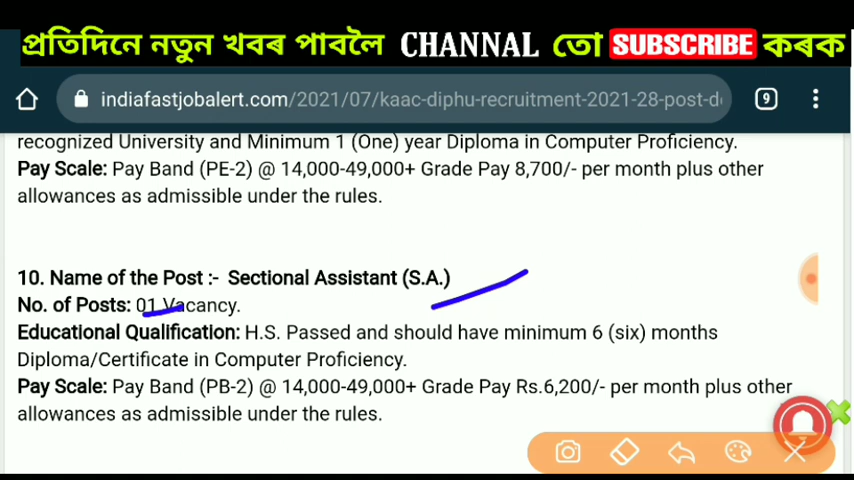 প্ৰতিদিনে নতুন খবৰ পাবলৈ CHANNAL তো SUBSCRIBE কৰক
indiafastjobalert.com/2021/07/kaac-diphu-recruitment-2021-28-post-d 9
recognized University and Minimum 1 (One) year Diploma in Computer Proficiency.
Pay Scale: Pay Band (PE-2) @ 14,000-49,000+ Grade Pay 8,700/- per month plus other
allowances as admissible under the rules.
10. Name of the Post :- Sectional Assistant (S.A.)
No. of Posts: 01 Vacancy.
Educational Qualification: H.S. Passed and should have minimum 6 (six) months
Diploma/Certificate in Computer Proficiency.
Pay Scale: Pay Band (PB-2) @ 14,000-49,000+ Grade Pay Rs.6,200/- per month plus other
allowances as admissible under the rules.